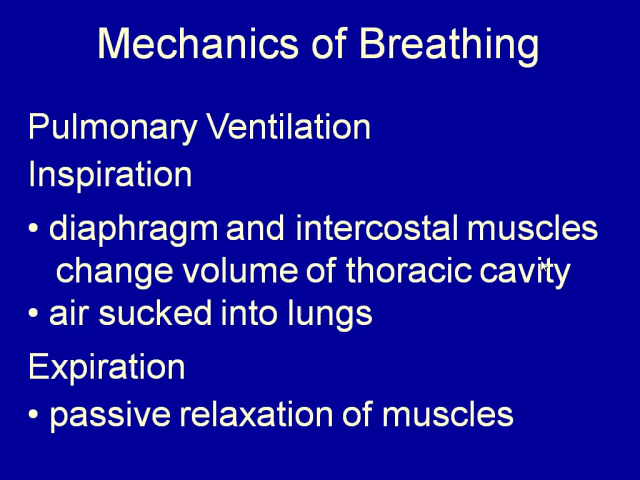 Mechanics of Breathing
Pulmonary Ventilation
Inspiration
• diaphragm and intercostal muscles
change volume of thoracic cavity
• air sucked into lungs
Expiration
• passive relaxation of muscles